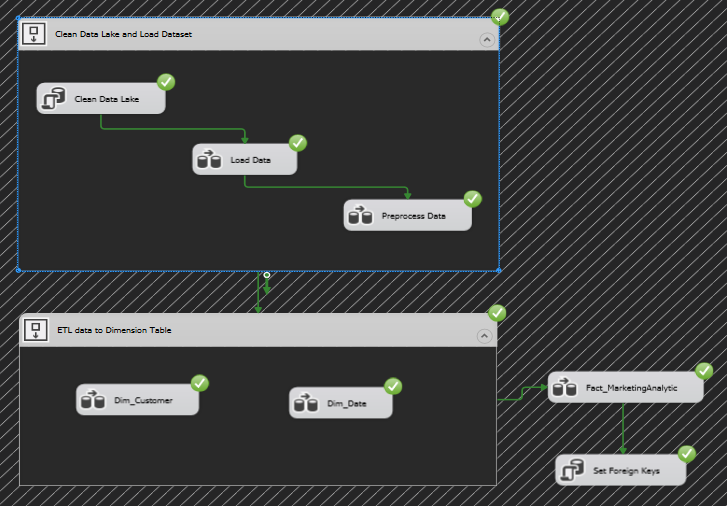 Clean Data Lake and Load Dataset
Clean Data Lake
Load Data
Preprocess Data
ETL data to Dimension Table
Dim_Customer
Dim_Date
Fact_MarketingAnalytic
Set Foreign Keys